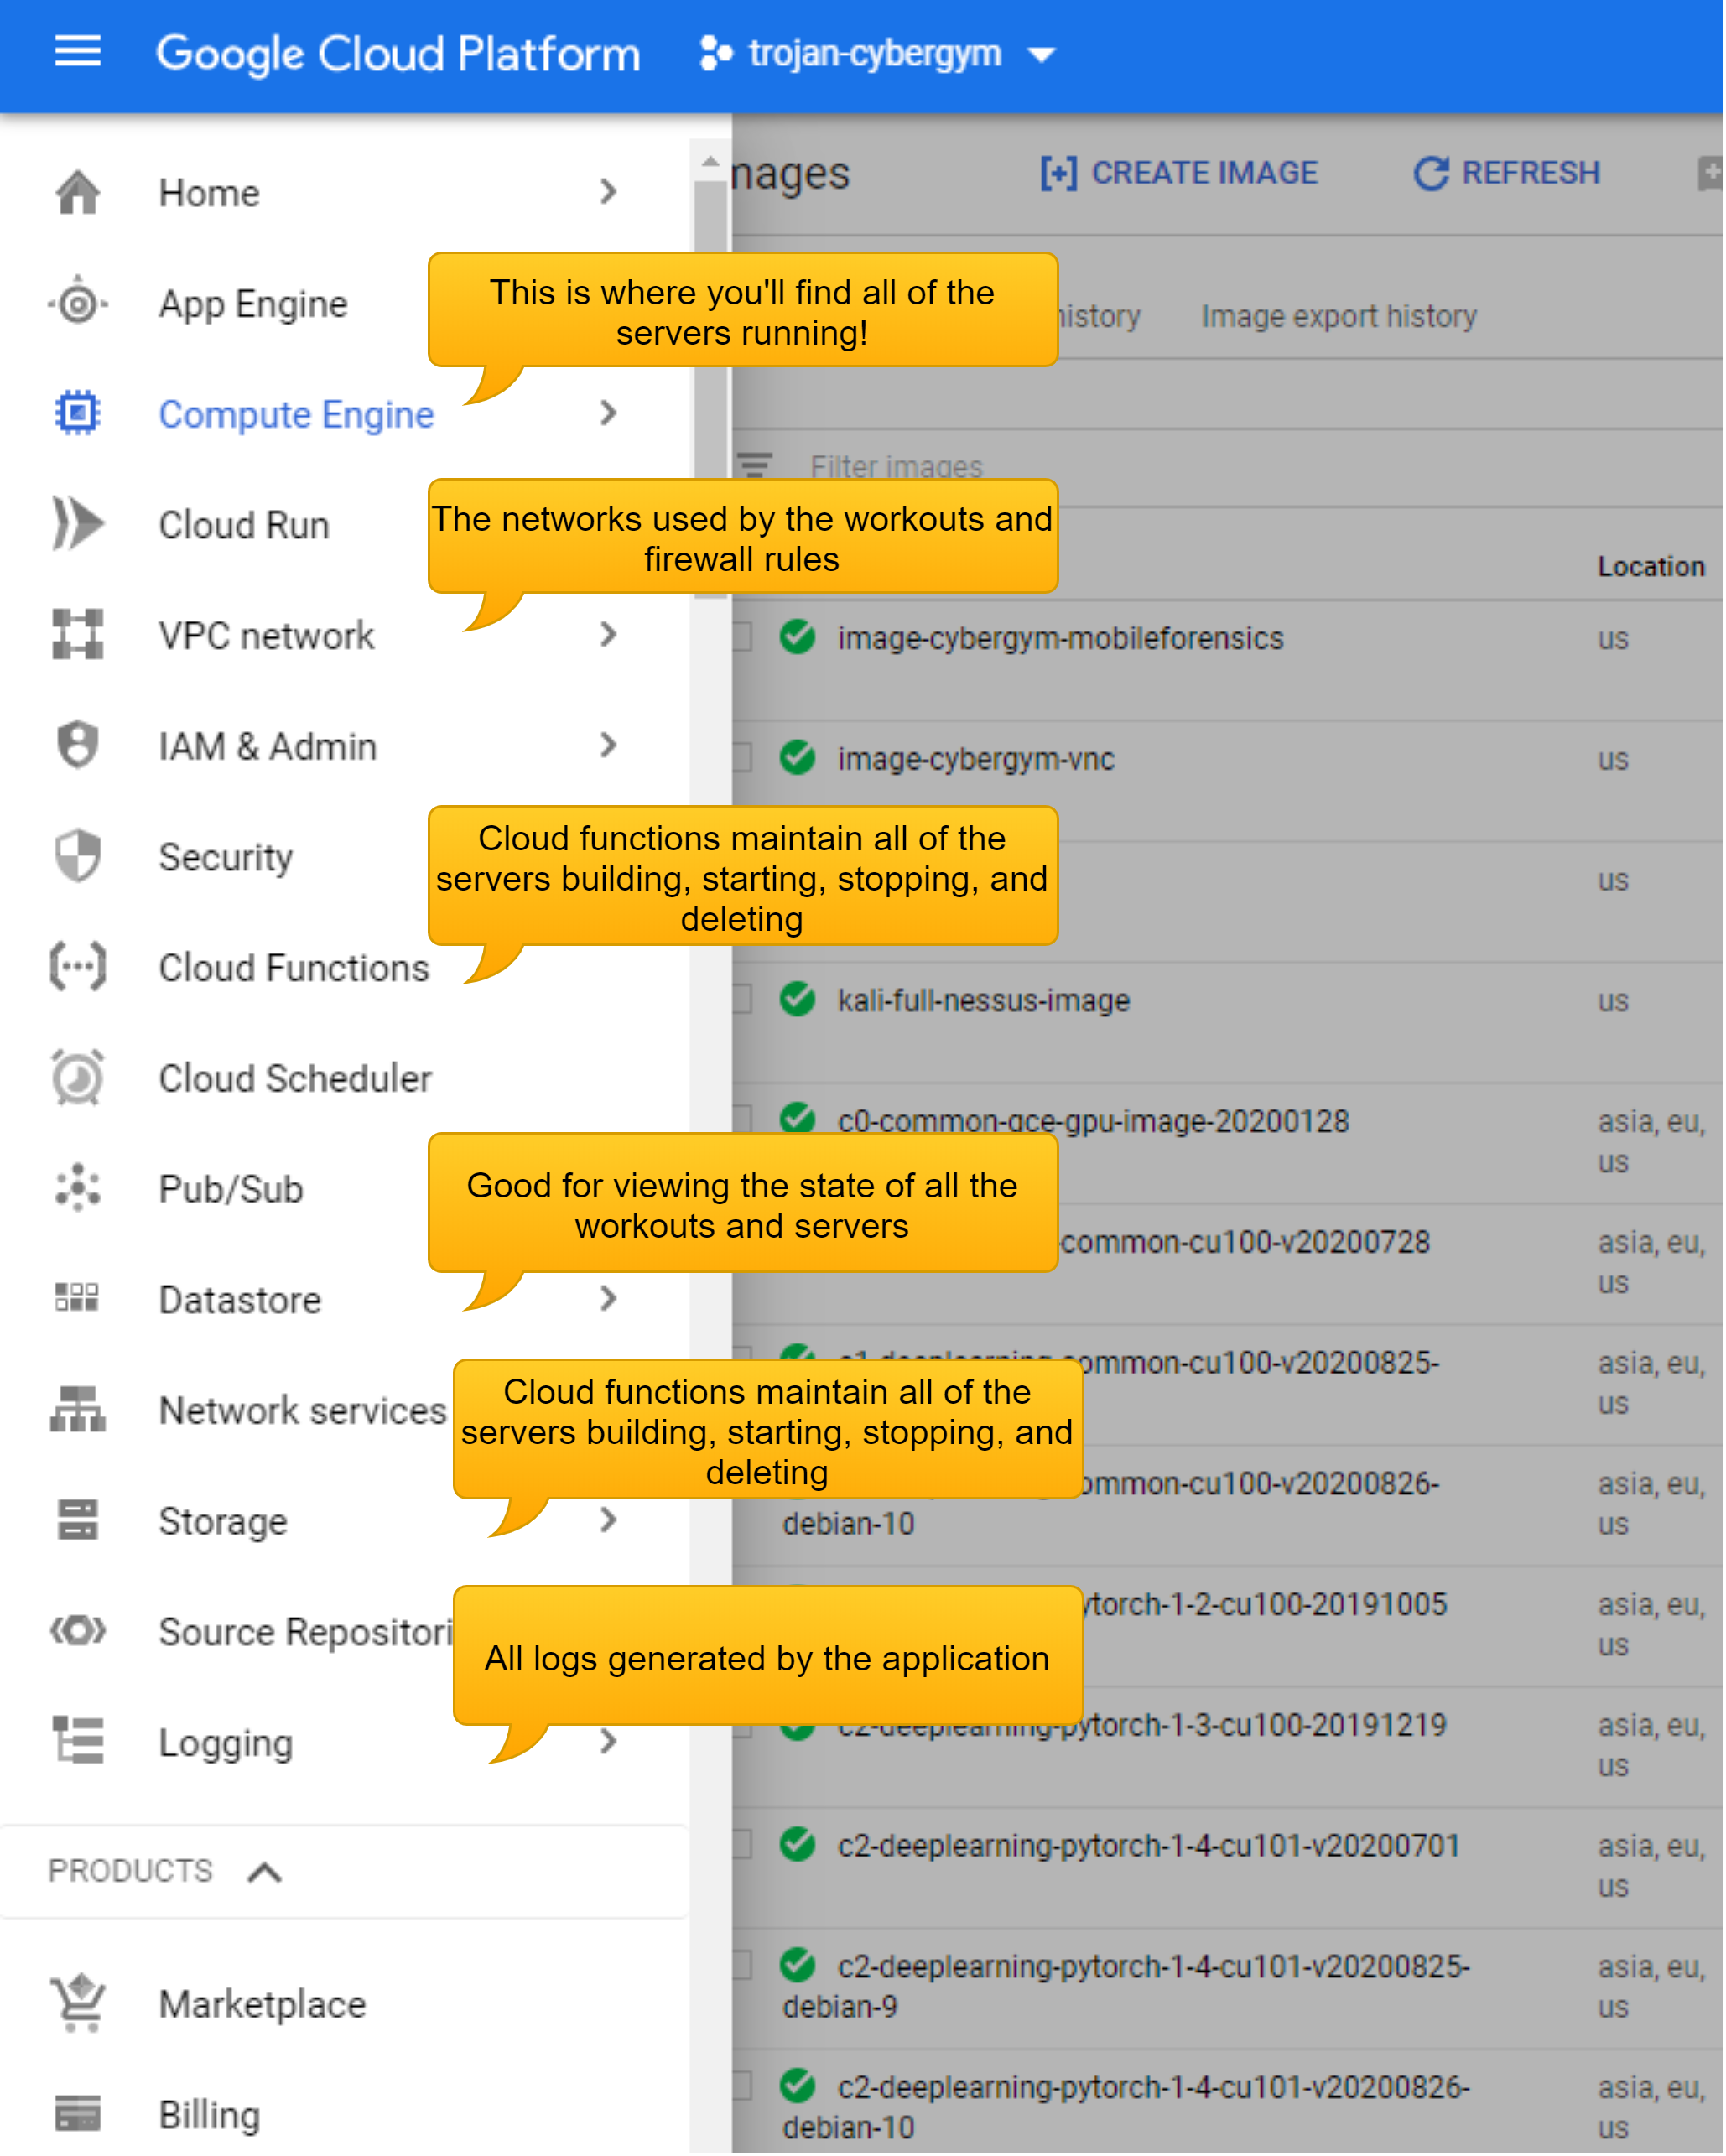 Google Cloud Platform trojan-cybergym
Home
App Engine
Compute Engine
Cloud Run
VPC network
IAM & Admin
Security
Cloud Functions
Cloud Scheduler
Pub/Sub
Datastore
Network services
Storage
Source Repositori
Logging
PRODUCTS
Marketplace
Billing
This is where you'll find all of the
servers running!
The networks used by the workouts and
firewall rules
Cloud functions maintain all of the
servers building, starting, stopping, and
deleting
Good for viewing the state of all the
workouts and servers
Cloud functions maintain all of the
servers building, starting, stopping, and
deleting
All logs generated by the application
mages CREATE IMAGE REFRESH
history Image export history
Filter images
Location
image-cybergym-mobileforensics us
image-cybergym-vnc us
us
kali-full-nessus-image us
c0-common-gce-gpu-image-20200128 asia, eu,
us
-common-cu100-v20200728 asia, eu,
us
common-cu100-v20200825- asia, eu,
us
ommon-cu100-v20200826- asia, eu,
debian-10 us
ytorch-1-2-cu100-20191005 asia, eu,
us
c2-deeplearning-pytorch-1-3-cu100-20191219 asia, eu,
us
c2-deeplearning-pytorch-1-4-cu101-v20200701 asia, eu,
us
c2-deeplearning-pytorch-1-4-cu101-v20200825- asia, eu,
debian-9 us
c2-deeplearning-pytorch-1-4-cu101-v20200826- asia, eu,
debian-10 us